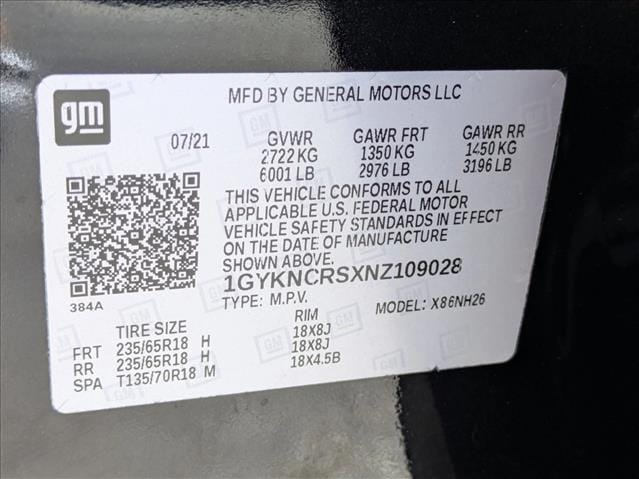 gm
MFD BY GENERAL MOTORS LLC
07/21 GVWR GAWR FRT GAWR RR
2722 KG 1350 KG 1450 KG
6001 LB 2976 LB 3196 LB
THIS VEHICLE CONFORMS TO ALL
APPLICABLE U.S. FEDERAL MOTOR
VEHICLE SAFETY STANDARDS IN EFFECT
ON THE DATE OF MANUFACTURE
SHOWN ABOVE.
1GYKNCRSXNZ109028
384A
TYPE: M.P.V. MODEL: X86NH26
TIRE SIZE RIM
FRT 235/65R18 H 18X8J
RR 235/65R18 H 18X8J
SPA T135/70R18 M 18X4.5B